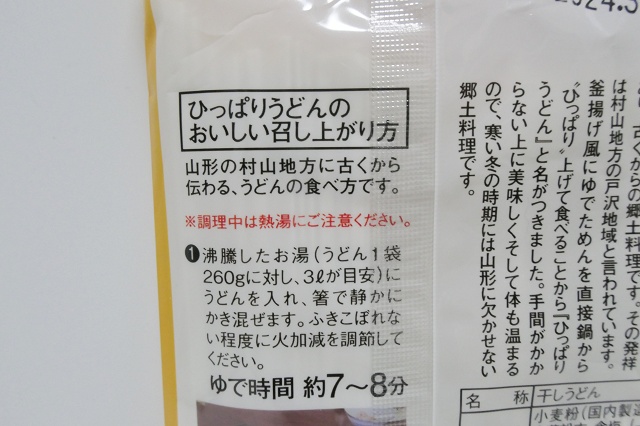 2024.3
ひっぱりうどんの
おいしい召し上がり方
山形の村山地方に古くから
伝わる、うどんの食べ方です。
※調理中は熱湯にご注意ください。
❶沸騰したお湯(うどん1袋
260gに対し、3ℓが目安)に
うどんを入れ、箸で静かに
かき混ぜます。ふきこぼれな
い程度に火加減を調節して
ください。
ゆで時間 約7〜8分
古くからの郷土料理です。その発祥
は村山地方の戸沢地域と言われています。
釜揚げ風にゆでためんを直接鍋から
〝ひっぱり〟上げて食べることから『ひっぱり
うどん』と名がつきました。手間がかか
らない上に美味しくそして体も温まる
ので、寒い冬の時期には山形に欠かせない
郷土料理です。
名 称 干しうどん
小麦粉(国内製造